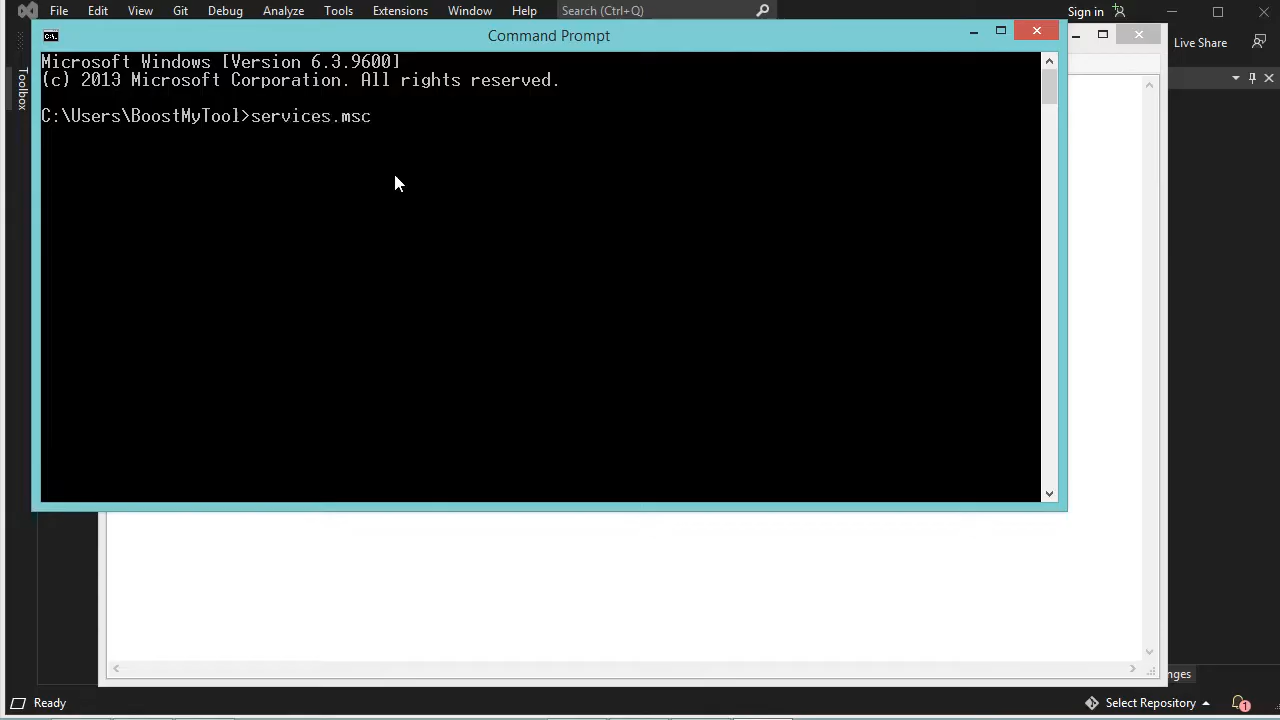 File Edit View Git Debug Analyze Tools Extensions Window Help Search (Ctrl+Q) Sign in
Command Prompt
Live Share
Toolbox
Microsoft Windows [Version 6.3.9600]
(c) 2013 Microsoft Corporation. All rights reserved.
C:\Users\BoostMyTool>services.msc
nges
Ready
Select Repository
1